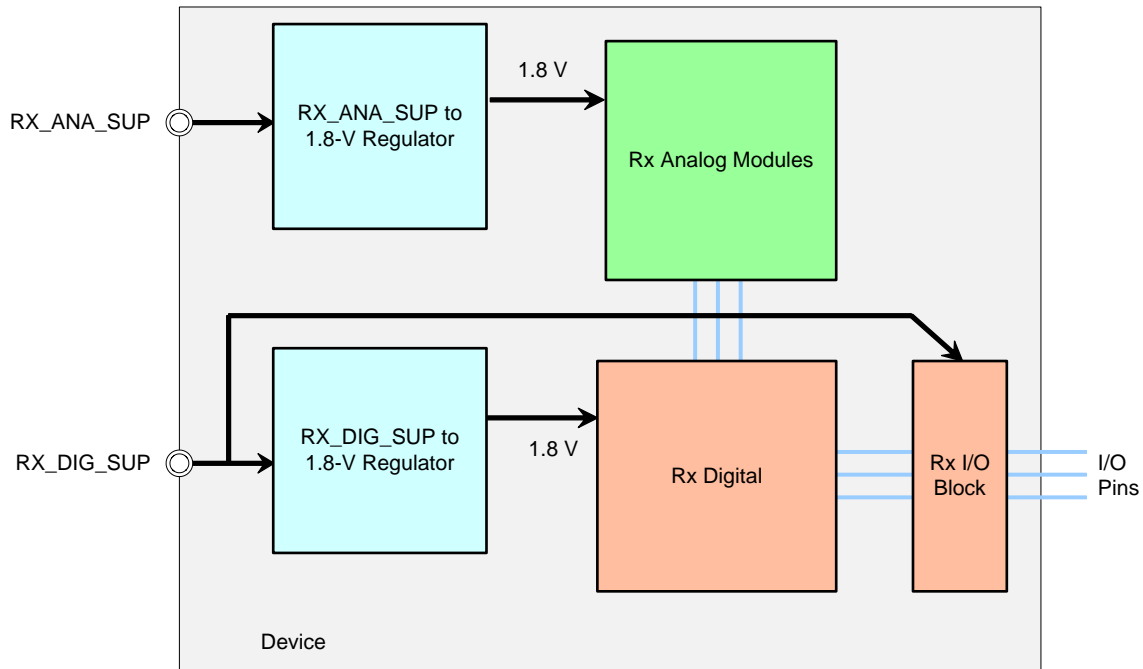 1.8 V
RX_ANA_SUP
RX_ANA_SUP to
1.8-V Regulator
Rx Analog Modules
RX_DIG_SUP
RX_DIG_SUP to
1.8-V Regulator
1.8 V
Rx Digital
Rx I/O
Block
I/O
Pins
Device